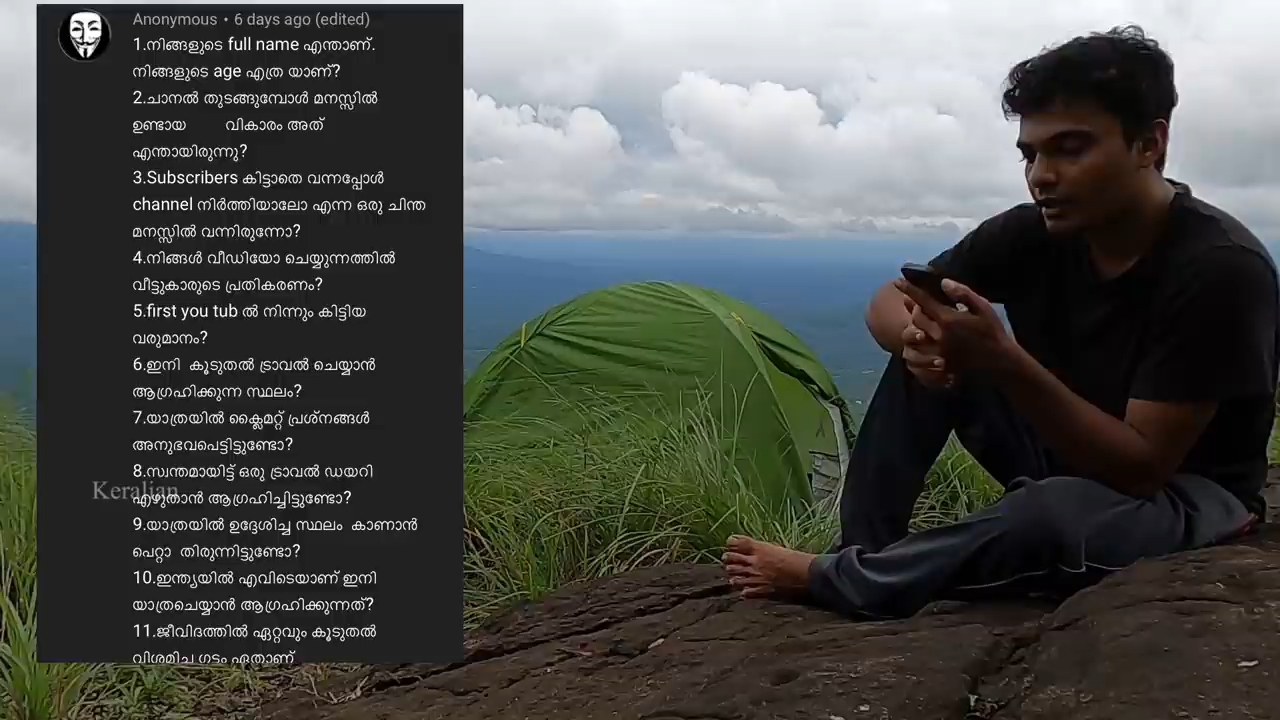 Anonymous • 6 days ago (edited)
1.നിങ്ങളുടെ full name എന്താണ്.
നിങ്ങളുടെ age എത്ര യാണ്?
2.ചാനൽ തുടങ്ങുമ്പോൾ മനസ്സിൽ
ഉണ്ടായ വികാരം അത്
എന്തായിരുന്നു?
3.Subscribers കിട്ടാതെ വന്നപ്പോൾ
channel നിർത്തിയാലോ എന്ന ഒരു ചിന്ത
മനസ്സിൽ വന്നിരുന്നോ?
4.നിങ്ങൾ വീഡിയോ ചെയ്യുന്നത്തിൽ
വീട്ടുകാരുടെ പ്രതികരണം?
5.first you tub ൽ നിന്നും കിട്ടിയ
വരുമാനം?
6.ഇനി കൂടുതൽ ട്രാവൽ ചെയ്യാൻ
ആഗ്രഹിക്കുന്ന സ്ഥലം?
7.യാത്രയിൽ ക്ലൈമറ്റ് പ്രശ്നങ്ങൾ
അനുഭവപെട്ടിട്ടുണ്ടോ?
8.സ്വന്തമായിട്ട് ഒരു ട്രാവൽ ഡയറി
എഴുതാൻ ആഗ്രഹിച്ചിട്ടുണ്ടോ?
Keralian
9.യാത്രയിൽ ഉദ്ദേശിച്ച സ്ഥലം കാണാൻ
പെറ്റാ തിരുന്നിട്ടുണ്ടോ?
10.ഇന്ത്യയിൽ എവിടെയാണ് ഇനി
യാത്രചെയ്യാൻ ആഗ്രഹിക്കുന്നത്?
11.ജീവിദത്തിൽ ഏറ്റവും കൂടുതൽ
വിശമിച്ച ഗടം ഏതാണ്